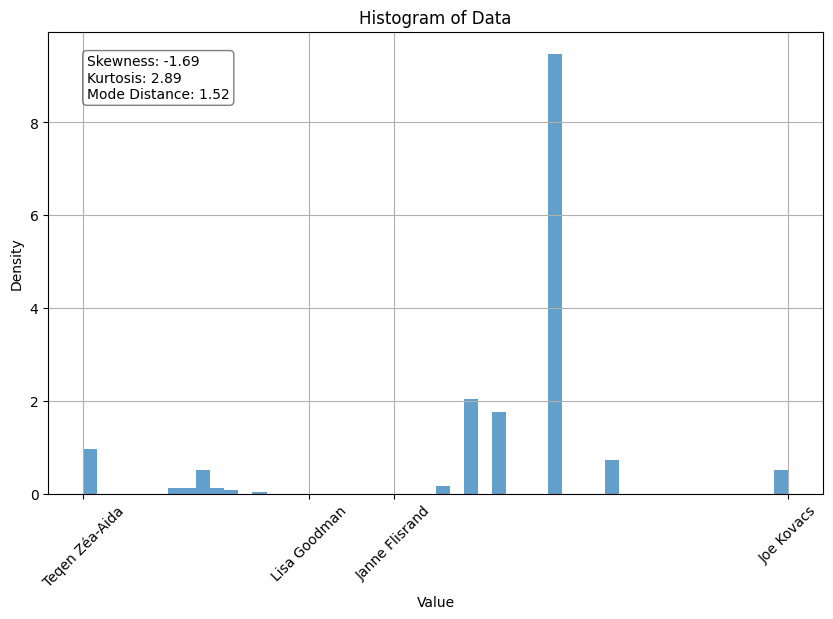 Histogram of Data
Skewness: -1.69
Kurtosis: 2.89
Mode Distance: 1.52
Density
8
6
4
2
0
Teqen Zéa-Aida
Lisa Goodman
Janne Flisrand
Joe Kovacs
Value